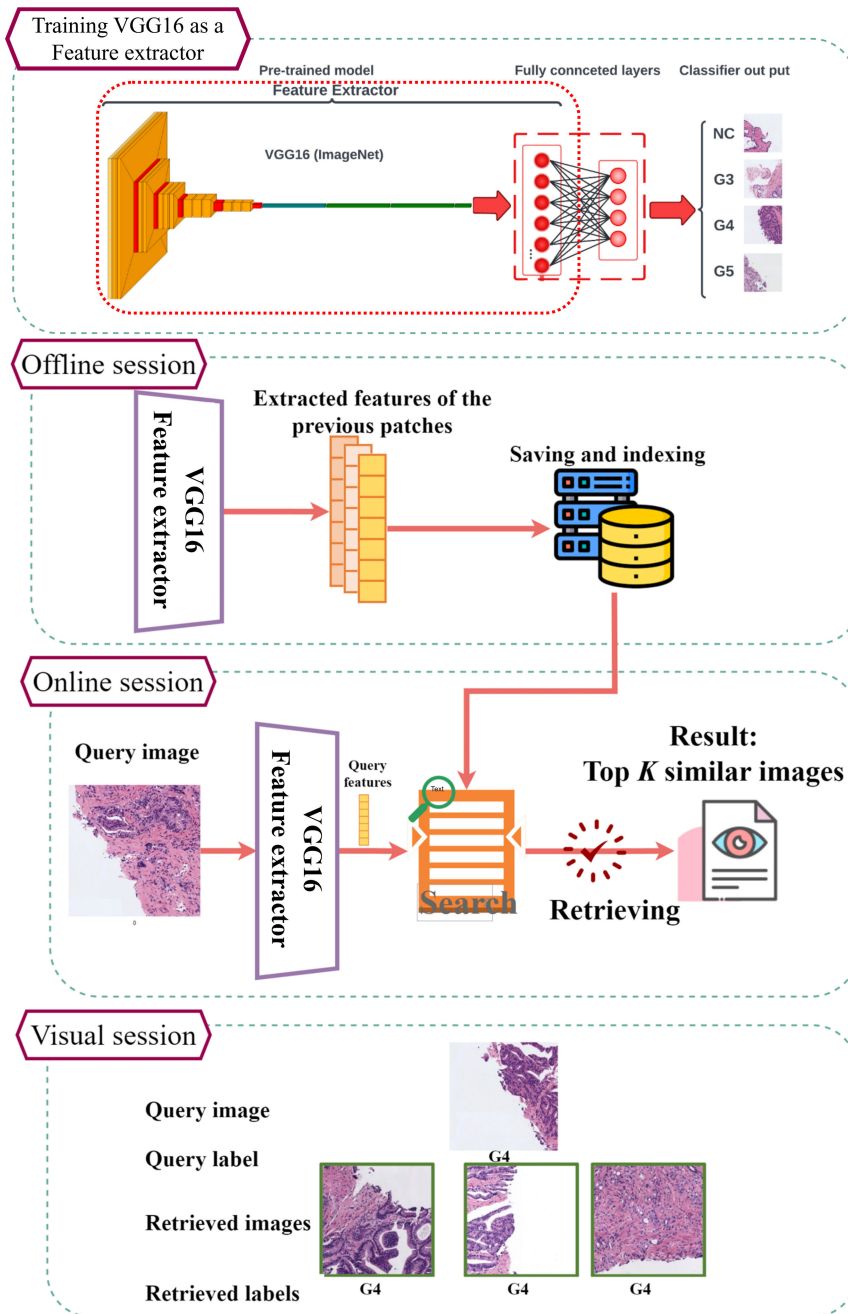 Training VGG16 as a
Feature extractor
Pre-trained model
Feature Extractor
Fully connceted layers
Classifier out put
VGG16 (ImageNet)
...
NC
G3
G4
G5
Offline session
VGG16
Feature extractor
Extracted features of the
previous patches
Saving and indexing
Online session
Query image
0
VGG16
Feature extractor
Query
features
Text
Search
Retrieving
Result:
Top K similar images
Visual session
Query image
Query label
G4
Retrieved images
Retrieved labels
G4
G4
G4